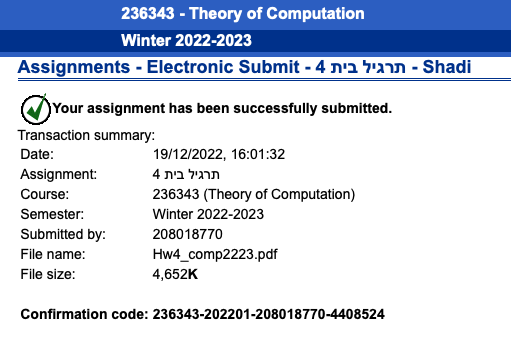 236343 - Theory of Computation
Winter 2022-2023
Assignments - Electronic Submit - תרגיל בית 4 - Shadi
Your assignment has been successfully submitted.
Transaction summary:
Date: 19/12/2022, 16:01:32
Assignment: תרגיל בית 4
Course: 236343 (Theory of Computation)
Semester: Winter 2022-2023
Submitted by: 208018770
File name: Hw4_comp2223.pdf
File size: 4,652K
Confirmation code: 236343-202201-208018770-4408524